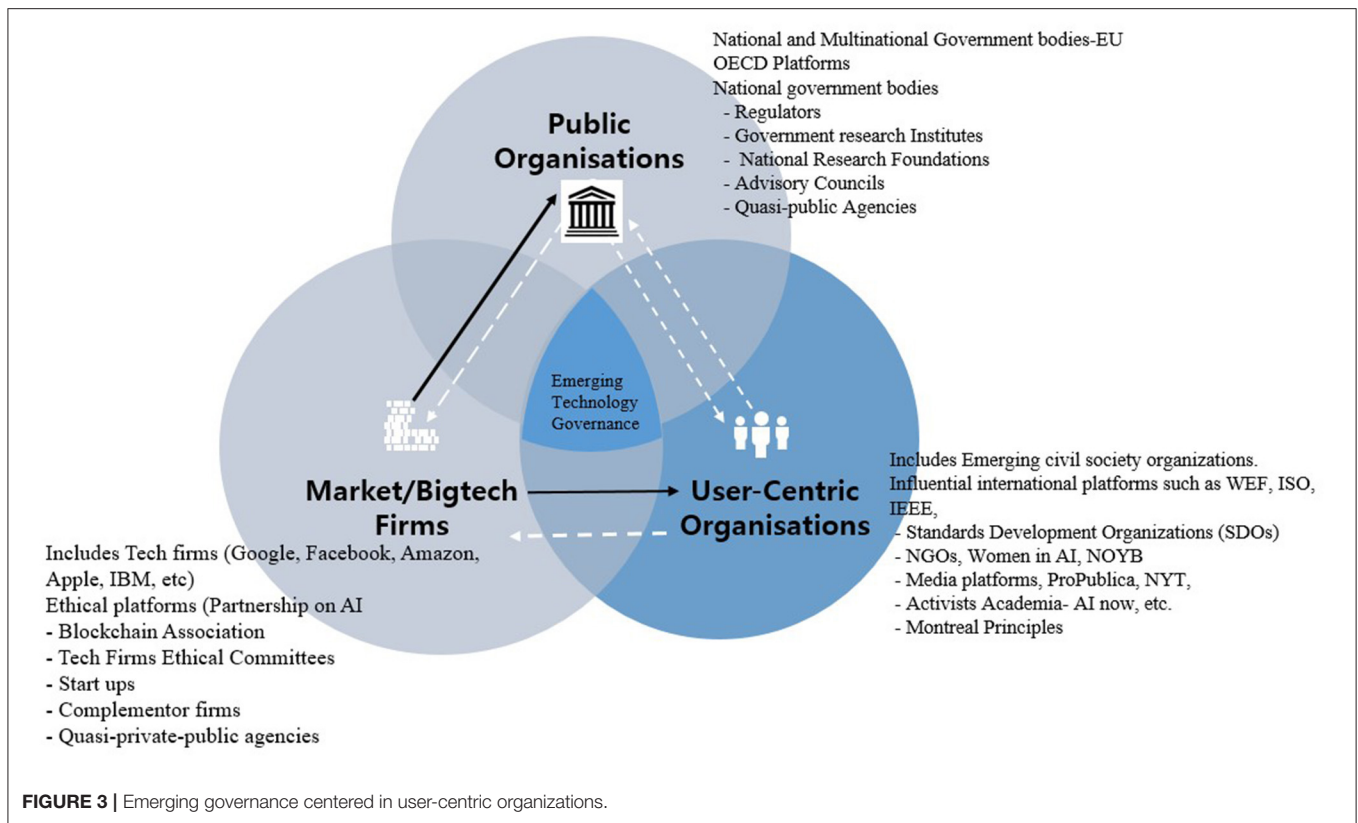 National and Multinational Government bodies-EU
OECD Platforms
National government bodies
- Regulators
- Government research Institutes
- National Research Foundations
- Advisory Councils
- Quasi-public Agencies
Public
Organisations
Emerging
Technology
Governance
Market/Bigtech
Firms
User-Centric
Organisations
Includes Tech firms (Google, Facebook, Amazon,
Apple, IBM, etc)
Ethical platforms (Partnership on AI
- Blockchain Association
- Tech Firms Ethical Committees
- Start ups
- Complementor firms
- Quasi-private-public agencies
Includes Emerging civil society organizations.
Influential international platforms such as WEF, ISO,
IEEE,
- Standards Development Organizations (SDOs)
- NGOs, Women in AI, NOYB
- Media platforms, ProPublica, NYT,
- Activists Academia- AI now, etc.
- Montreal Principles
FIGURE 3 | Emerging governance centered in user-centric organizations.